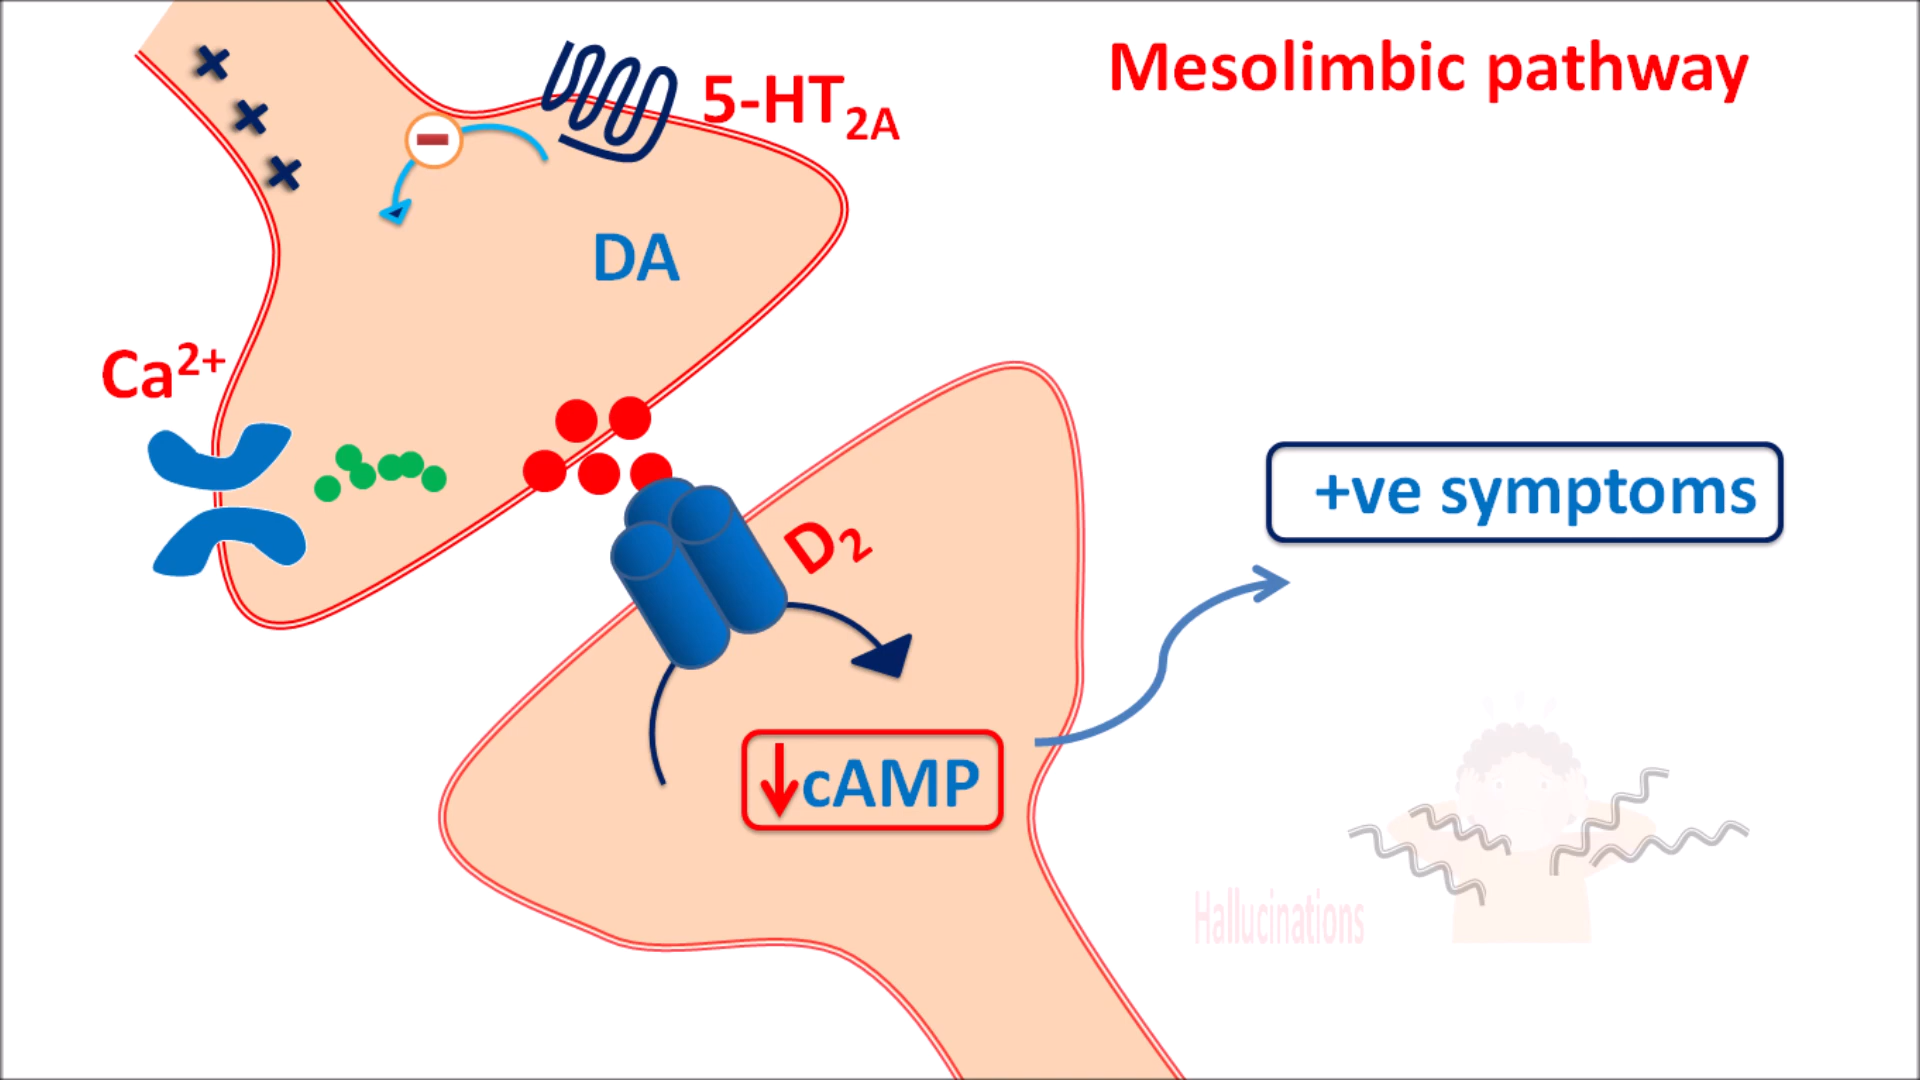 Mesolimbic pathway
5-HT2A
DA
Ca2+
D2
+ve symptoms
↓cAMP
Hallucinations